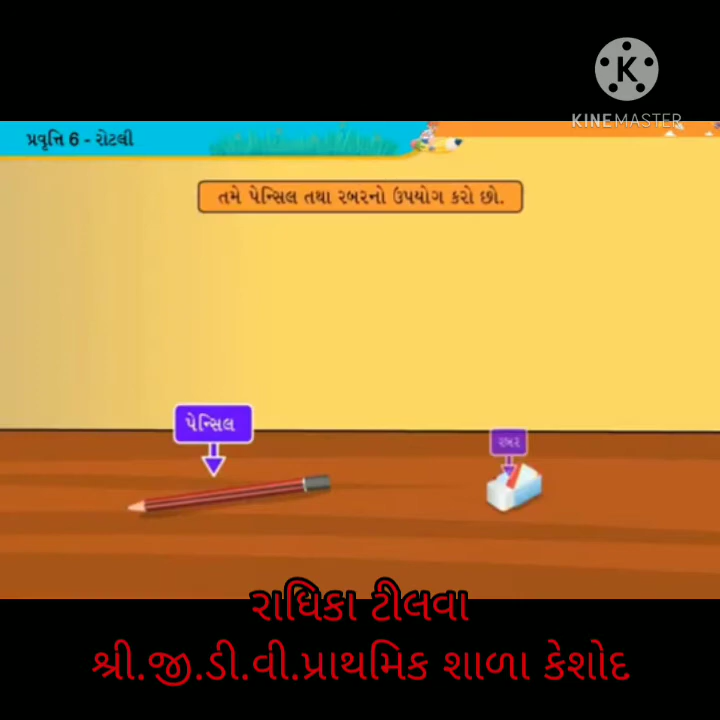 KINEMASTER
પ્રવૃત્તિ 6 - રોટલી
તમે પેન્સિલ તથા રબરનો ઉપયોગ કરો છો.
પેન્સિલ
રબર
રાધિકા ટીલવા
શ્રી.જી.ડી.વી.પ્રાથમિક શાળા કેશોદ